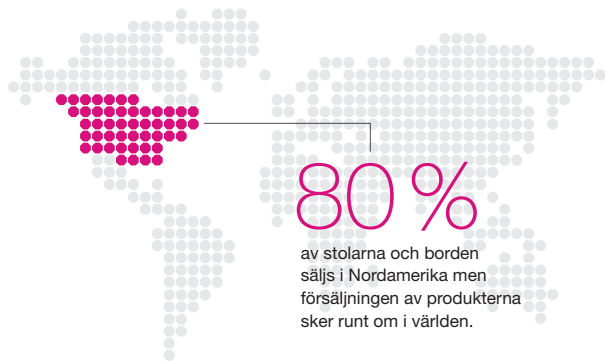 80 %
av stolarna och borden
säljs i Nordamerika men
försäljningen av produkterna
sker runt om i världen.